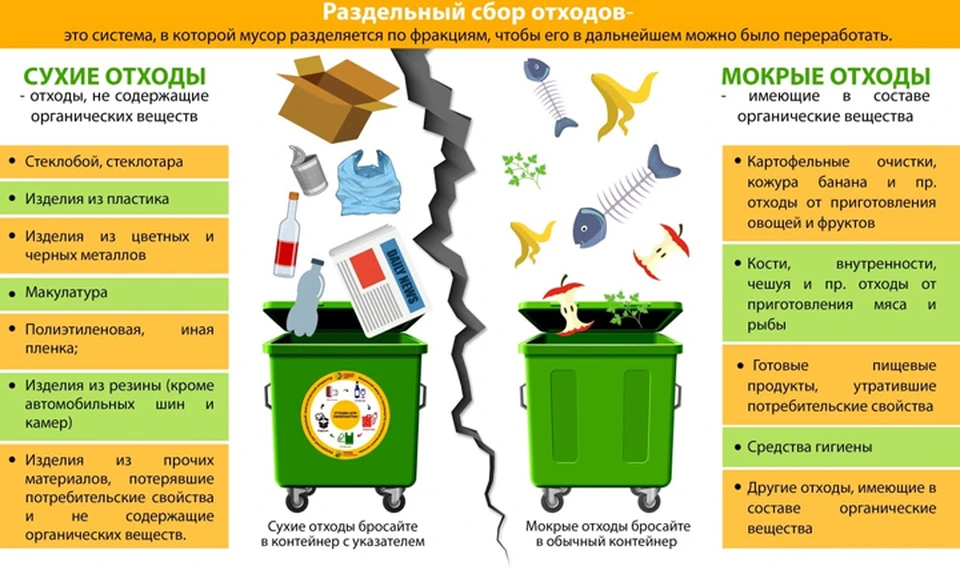 Раздельный сбор отходов-
это система, в которой мусор разделяется по фракциям, чтобы его в дальнейшем можно было переработать.
СУХИЕ ОТХОДЫ
- отходы, не содержащие
органических веществ
• Стеклобой, стеклотара
• Изделия из пластика
• Изделия из цветных и
черных металлов
• Макулатура
• Полиэтиленовая, иная
пленка;
• Изделия из резины (кроме
автомобильных шин и
камер)
• Изделия из прочих
материалов, потерявшие
потребительские свойства
и не содержащие
органических веществ.
DAILY NEWS
Сухие отходы бросайте
в контейнер с указателем
Мокрые отходы бросайте
в обычный контейнер
МОКРЫЕ ОТХОДЫ
- имеющие в составе
органические вещества
• Картофельные очистки,
кожура банана и пр.
отходы от приготовления
овощей и фруктов
• Кости, внутренности,
чешуя и пр. отходы от
приготовления мяса и
рыбы
• Готовые пищевые
продукты, утратившие
потребительские свойства
• Средства гигиены
• Другие отходы, имеющие в
составе органические
вещества